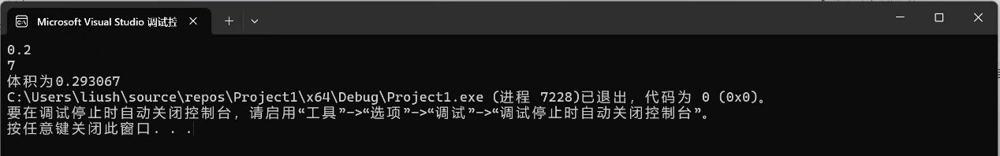 Microsoft Visual Studio 调试控
0.2
7
体积为0.293067
C:\Users\liush\source\repos\Project1\x64\Debug\Project1.exe (进程 7228)已退出，代码为 0 (0x0)。
要在调试停止时自动关闭控制台，请启用“工具”->“选项”->“调试”->“调试停止时自动关闭控制台”。
按任意键关闭此窗口. . .